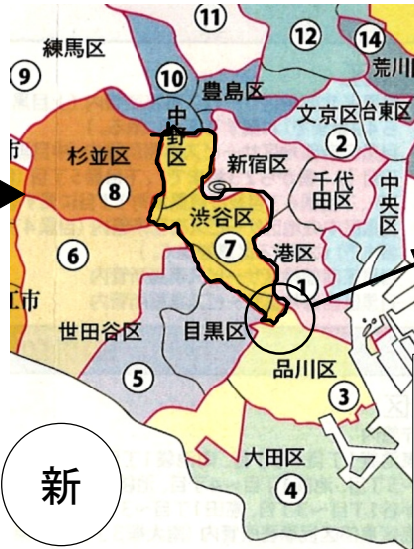 ⑪
⑫
⑭
練馬区
荒川
⑨
⑩
豊島区
文京区
台東区
中野区
②
市
杉並区
新宿区
千代
田区
中央区
⑧
渋谷区
⑦
港区
⑥
①
江市
世田谷区
目黒区
品川区
⑤
③
大田区
④
新